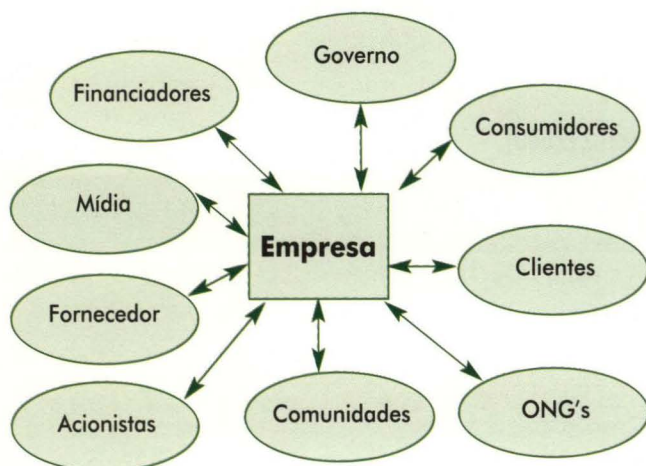 Governo
Financiadores
Consumidores
Mídia
Empresa
Clientes
Fornecedor
Acionistas
Comunidades
ONG's